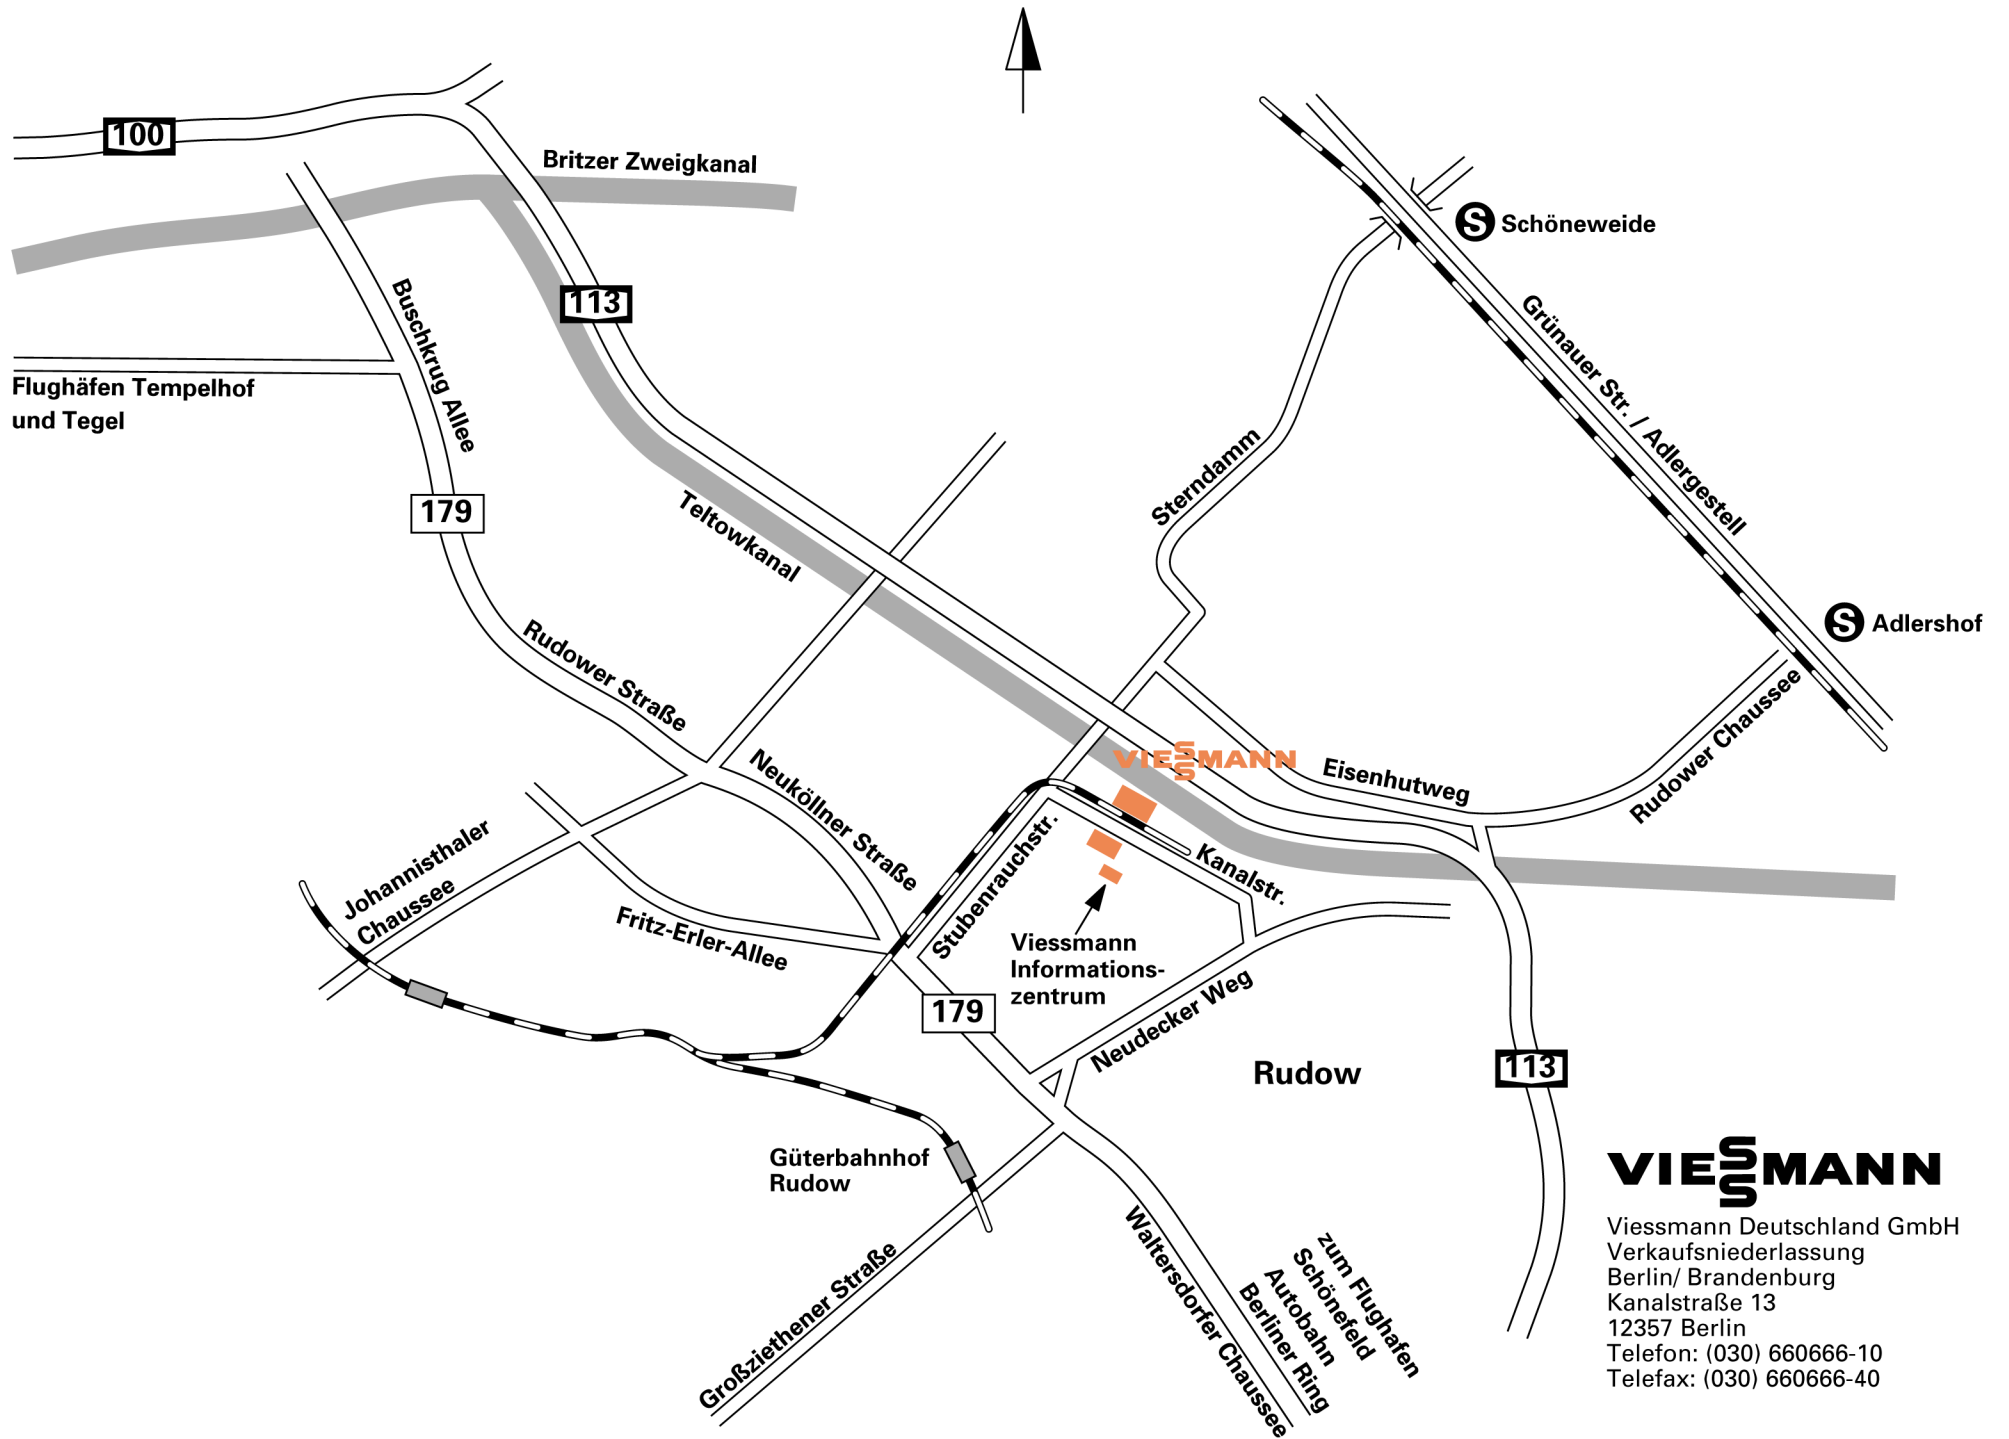 100
Britzer Zweigkanal
S Schöneweide
113
Buschkrug Allee
Flughäfen Tempelhof
und Tegel
Grünauer Str. / Adlergestell
Sterndamm
179
Teltowkanal
S Adlershof
Rudower Straße
Rudower Chaussee
VIESSMANN
Eisenhutweg
Neuköllner Straße
Johannisthaler
Chaussee
Kanalstr.
Stubenrauchstr.
Fritz-Erler-Allee
Viessmann
Informations-
zentrum
179
Neudecker Weg
Rudow
113
Güterbahnhof
Rudow
Großziethener Straße
Waltersdorfer Chaussee
zum Flughafen
Schönefeld
Autobahn
Berliner Ring
VIESSMANN
Viessmann Deutschland GmbH
Verkaufsniederlassung
Berlin/ Brandenburg
Kanalstraße 13
12357 Berlin
Telefon: (030) 660666-10
Telefax: (030) 660666-40